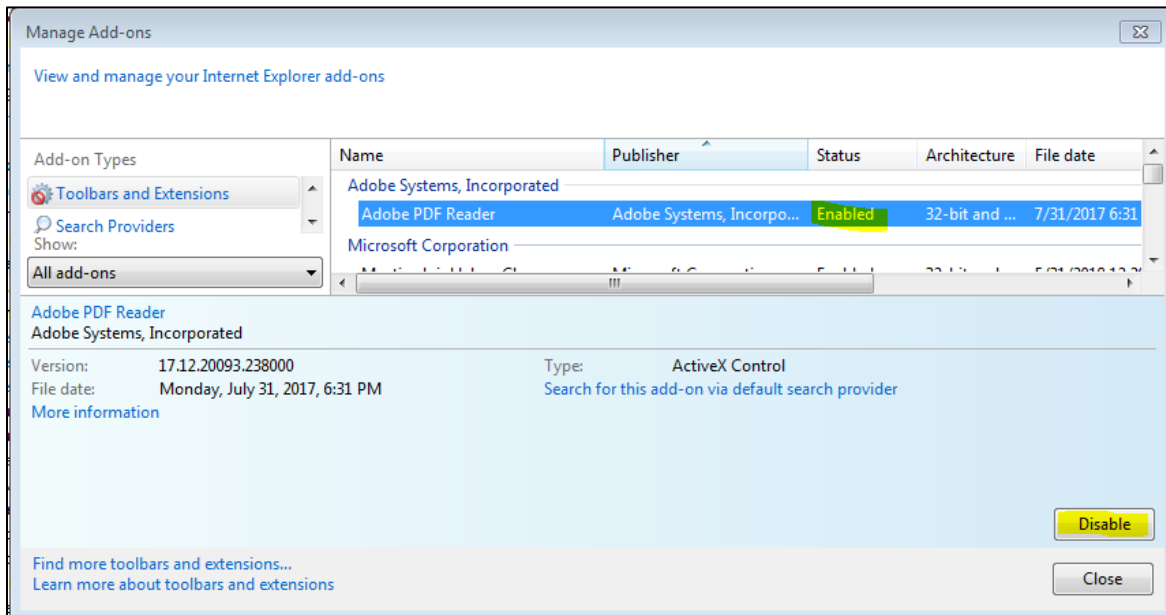 Manage Add-ons
View and manage your Internet Explorer add-ons
Add-on Types
Toolbars and Extensions
Search Providers
Show:
All add-ons
Name Publisher Status Architecture File date
Adobe Systems, Incorporated
Adobe PDF Reader Adobe Systems, Incorpo... Enabled 32-bit and ... 7/31/2017 6:31
Microsoft Corporation
Adobe PDF Reader
Adobe Systems, Incorporated
Version: 17.12.20093.238000 Type: ActiveX Control
File date: Monday, July 31, 2017, 6:31 PM Search for this add-on via default search provider
More information
Disable
Find more toolbars and extensions...
Learn more about toolbars and extensions
Close